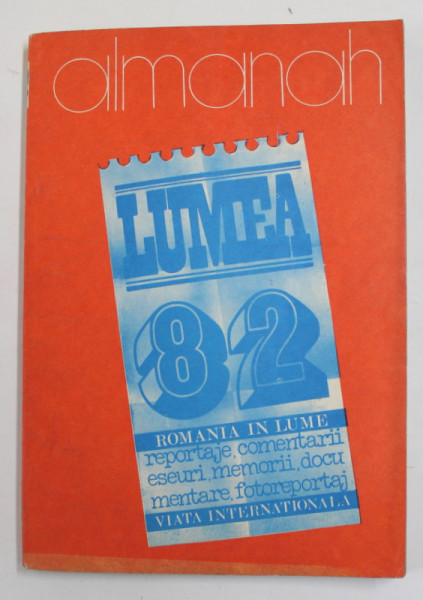 almanah
LUMEA
82
ROMANIA IN LUME
reportaje, comentarii
eseuri, memorii, docu
mentare, fotoreportaj
VIATA INTERNATIONALA